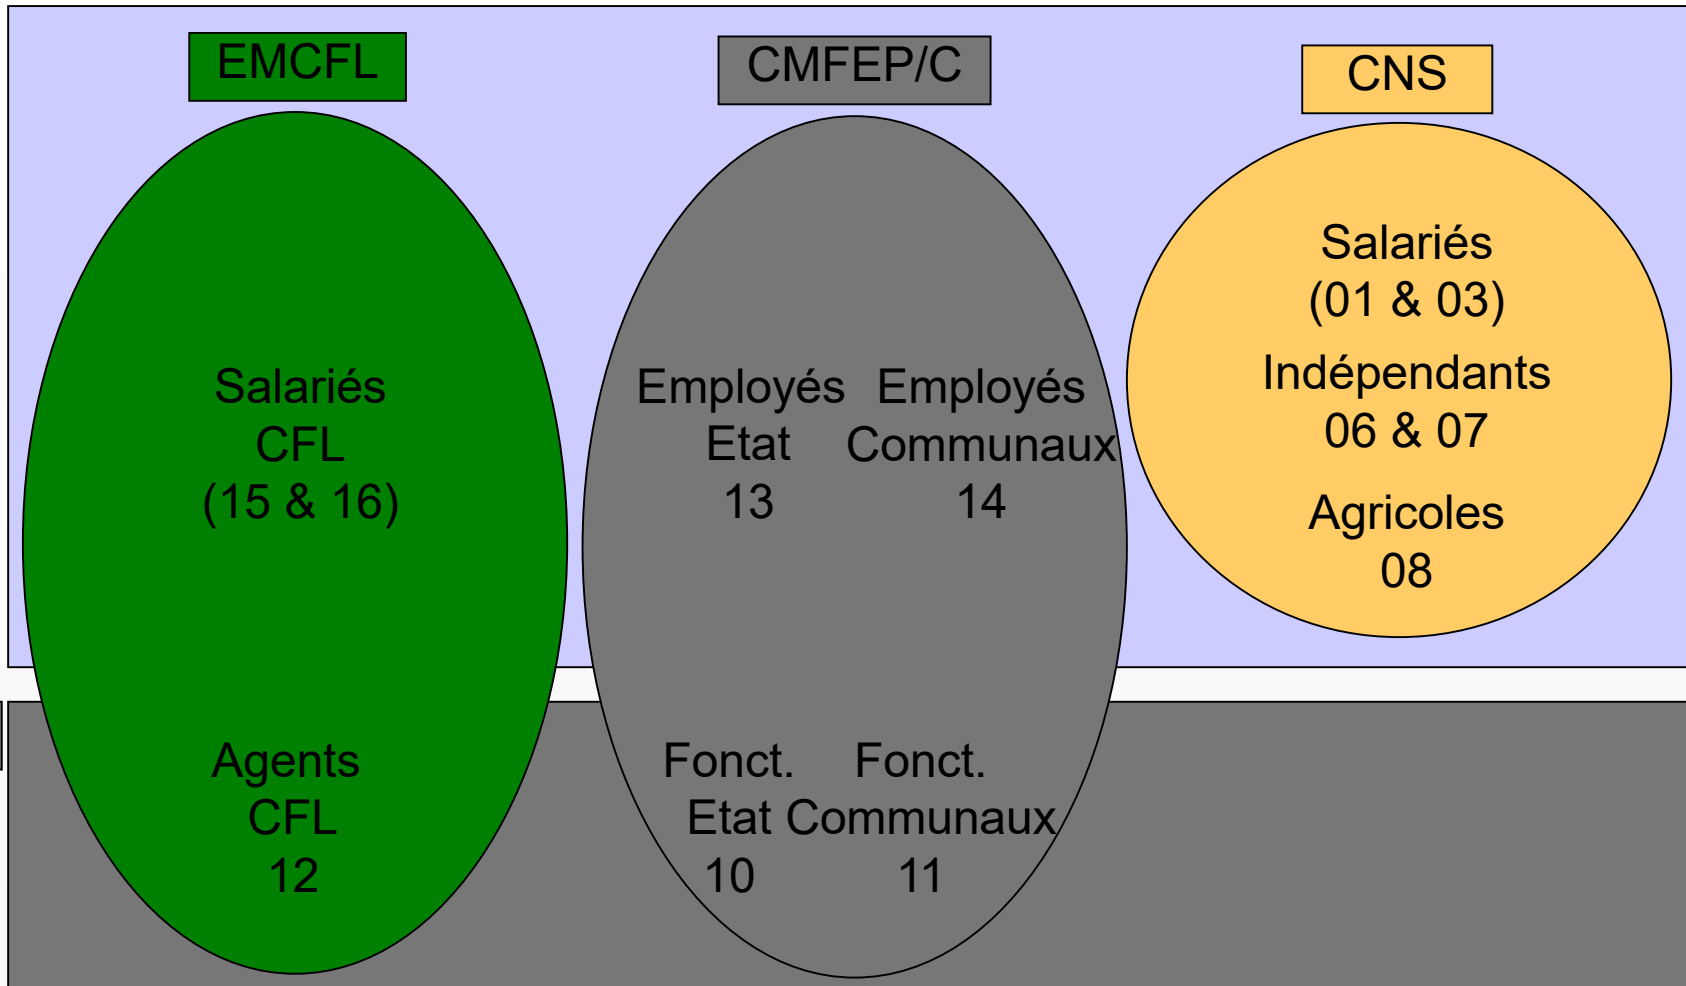 EMCFL
CMFEP/C
CNS
Salariés
CFL
(15 & 16)
Agents
CFL
12
Employés
Etat
13
Employés
Communaux
14
Fonct.
Etat
10
Fonct.
Communaux
11
Salariés
(01 & 03)
Indépendants
06 & 07
Agricoles
08